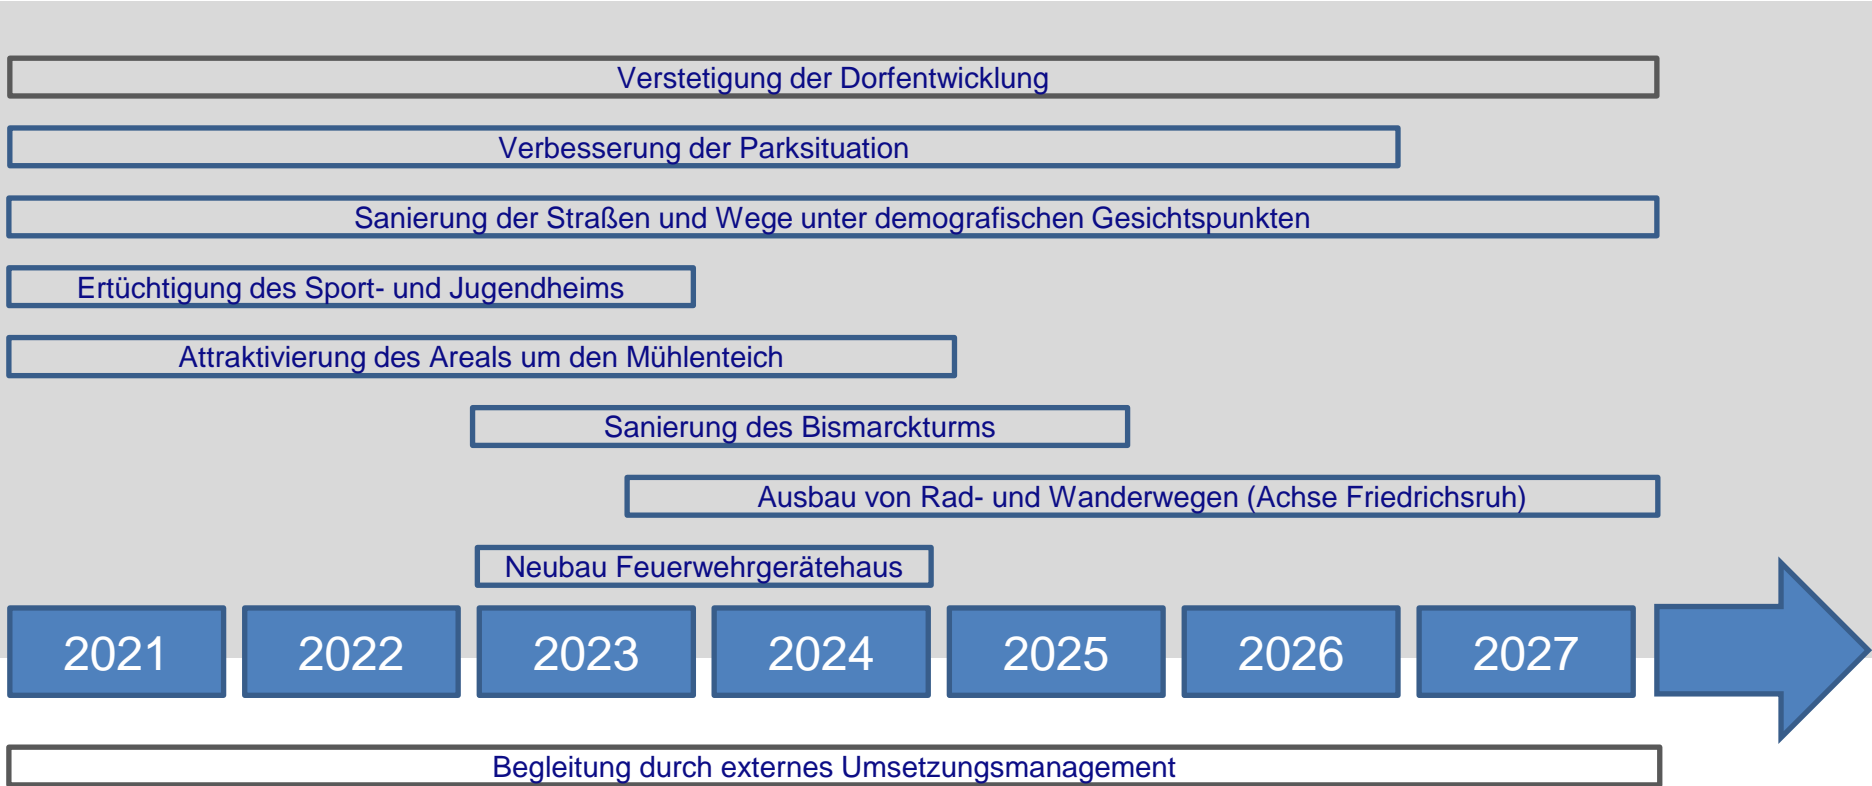 Verstetigung der Dorfentwicklung
Verbesserung der Parksituation
Sanierung der Straßen und Wege unter demografischen Gesichtspunkten
Ertüchtigung des Sport- und Jugendheims
Attraktivierung des Areals um den Mühlenteich
Sanierung des Bismarckturms
Ausbau von Rad- und Wanderwegen (Achse Friedrichsruh)
Neubau Feuerwehrgerätehaus
2021 2022 2023 2024 2025 2026 2027
Begleitung durch externes Umsetzungsmanagement